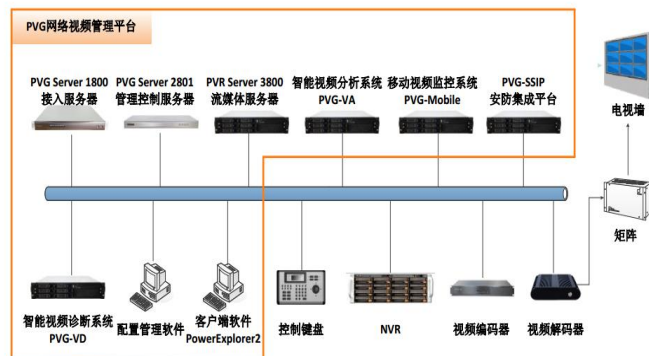 PVG网络视频管理平台
PVG Server 1800
接入服务器
PVG Server 2801
管理控制服务器
PVR Server 3800
流媒体服务器
智能视频分析系统
PVG-VA
移动视频监控系统
PVG-Mobile
PVG-SSIP
安防集成平台
电视墙
矩阵
智能视频诊断系统
PVG-VD
配置管理软件
客户端软件
PowerExplorer2
控制键盘
NVR
视频编码器
视频解码器